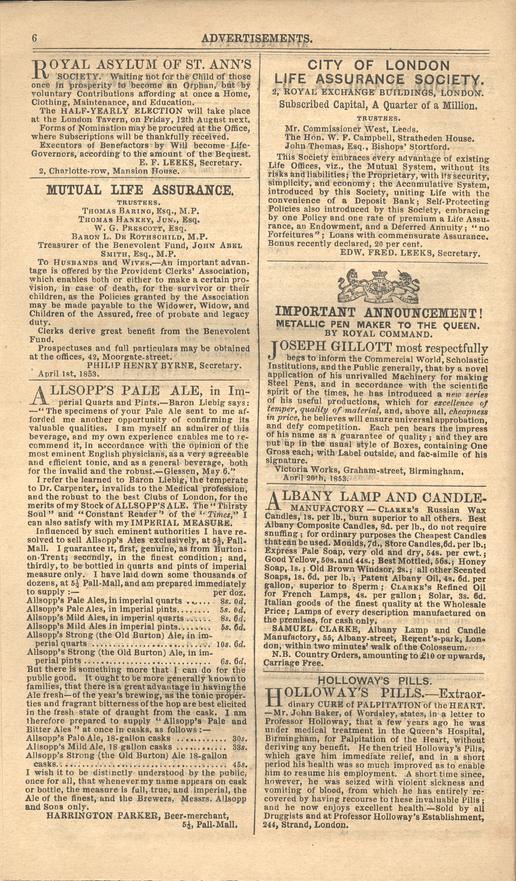 6
ADVERTISEMENTS.
ROYAL ASYLUM OF ST. ANN'S
SOCIETY. Waiting not for the Child of those
once in prosperity to become an Orphan, but by
voluntary Contributions affording at once a Home,
Clothing, Maintenance, and Education.
The HALF-YEARLY ELECTION will take place
at the London Tavern, on Friday, 12th August next.
Forms of Nomination may be procured at the Office,
where Subscriptions will be thankfully received.
Executors of Benefactors by Will become Life-
Governors, according to the amount of the Bequest.
E. F. LEEKS, Secretary.
2, Charlotte-row, Mansion House.
MUTUAL LIFE ASSURANCE.
TRUSTEES.
THOMAS BARING, ESQ., M.P.
THOMAS HANKEY, JUN., ESQ.
W. G. PRESCOTT, ESQ.
BARON L. DE ROTHSCHILD, M.P.
Treasurer of the Benevolent Fund, JOHN ABEL
SMITH, ESQ., M.P.
TO HUSBANDS and WIVES.—An important advan-
tage is offered by the Provident Clerks' Association,
which enables both or either to make a certain pro-
vision, in case of death, for the survivor or their
children, as the Policies granted by the Association
may be made payable to the Widower, Widow, and
Children of the Assured, free of probate and legacy
duty.
Clerks derive great benefit from the Benevolent
Fund.
Prospectuses and full particulars may be obtained
at the offices, 42, Moorgate-street.
PHILIP HENRY BYRNE, Secretary.
April 1st, 1853.
ALLSOPP'S PALE ALE, in Im-
perial Quarts and Pints.—Baron Liebig says:
—"The specimens of your Pale Ale sent to me af-
forded me another opportunity of confirming its
valuable qualities. I am myself an admirer of this
beverage, and my own experience enables me to re-
commend it, in accordance with the opinion of the
most eminent English physicians, as a very agreeable
and efficient tonic, and as a general beverage, both
for the invalid and the robust.—Giessen, May 6."
I refer the learned to Baron Liebig, the temperate
to Dr. Carpenter, invalids to the Medical profession,
and the robust to the best Clubs of London, for the
merits of my Stock of ALLSOPP'S ALE. The "Thirsty
Soul" and "Constant Reader" of the "Times," I
can also satisfy with my IMPERIAL MEASURE.
Influenced by such eminent authorities I have re-
solved to sell Allsopp's Ales exclusively, at 5½, Pall-
Mall. I guarantee it, first, genuine, as from Burton-
on-Trent; secondly, in the finest condition; and,
thirdly, to be bottled in quarts and pints of imperial
measure only. I have laid down some thousands of
dozens, at 5½ Pall-Mall, and am prepared immediately
to supply:— per doz.
Allsopp's Pale Ales, in imperial quarts ........ 8s. 0d.
Allsopp's Pale Ales, in imperial pints.......... 5s. 0d.
Allsopp's Mild Ales, in imperial quarts ........ 8s. 6d.
Allsopp's Mild Ales, in imperial pints.......... 5s. 6d.
Allsopp's Strong (the Old Burton) Ale, in im-
perial quarts .......... 10s. 6d.
Allsopp's Strong (the Old Burton) Ale, in im-
perial pints .......... 6s. 6d.
But there is something more that I can do for the
public good. It ought to be more generally known to
families, that there is a great advantage in having the
Ale fresh—of the year's brewing, as the tonic proper-
ties and fragrant bitterness of the hop are best elicited
in the fresh state of draught from the cask. I am
therefore prepared to supply "Allsopp's Pale and
Bitter Ales" at once in casks, as follows:—
Allsopp's Pale Ale, 18-gallon casks .......... 30s.
Allsopp's Mild Ale, 18 gallon casks .......... 33s.
Allsopp's Strong (the Old Burton) Ale 18-gallon
casks.......... 45s.
I wish it to be distinctly understood by the public,
once for all, that whenever my name appears on cask
or bottle, the measure is full, true, and imperial, the
Ale of the finest, and the Brewers, Messrs. Allsopp
and Sons only.
HARRINGTON PARKER, Beer-merchant,
5½, Pall-Mall.
CITY OF LONDON
LIFE ASSURANCE SOCIETY.
2, ROYAL EXCHANGE BUILDINGS, LONDON.
Subscribed Capital, A Quarter of a Million.
TRUSTEES.
Mr. Commissioner West, Leeds.
The Hon. W. F. Campbell, Stratheden House.
John Thomas, Esq., Bishops' Stortford.
This Society embraces every advantage of existing
Life Offices, viz., the Mutual System, without its
risks and liabilities; the Proprietary, with its security,
simplicity, and economy; the Accumulative System,
introduced by this Society, uniting Life with the
convenience of a Deposit Bank; Self-Protecting
Policies also introduced by this Society, embracing
by one Policy and one rate of premium a Life Assu-
rance, an Endowment, and a Deferred Annuity; "no
Forfeitures"; Loans with commensurate Assurance.
Bonus recently declared, 20 per cent.
EDW. FRED. LEEKS, Secretary.
IMPORTANT ANNOUNCEMENT!
METALLIC PEN MAKER TO THE QUEEN.
BY ROYAL COMMAND.
JOSEPH GILLOTT most respectfully
begs to inform the Commercial World, Scholastic
Institutions, and the Public generally, that by a novel
application of his unrivalled Machinery for making
Steel Pens, and in accordance with the scientific
spirit of the times, he has introduced a new series
of his useful productions, which for excellence of
temper, quality of material, and, above all, cheapness
in price, he believes will ensure universal approbation,
and defy competition. Each pen bears the impress
of his name as a guarantee of quality; and they are
put up in the usual style of Boxes, containing One
Gross each, with Label outside, and fac-simile of his
signature.
Victoria Works, Graham-street, Birmingham,
April 20th, 1853.
ALBANY LAMP AND CANDLE-
MANUFACTORY—CLARKE'S Russian Wax
Candles, 1s. per lb., burn superior to all others. Best
Albany Composite Candles, 8d. per lb., do not require
snuffing; for ordinary purposes the Cheapest Candles
that can be used. Moulds, 7d., Store Candles, 6d. per lb.;
Express Pale Soap, very old and dry, 54s. per cwt.;
Good Yellow, 50s. and 44s.; Best Mottled, 56s.; Honey
Soap, 1s.; Old Brown Windsor, 2s.; all other Scented
Soaps, 1s. 6d. per lb.; Patent Albany Oil, 4s. 6d. per
gallon, superior to Sperm; CLARKE'S Refined Oil
for French Lamps, 4s. per gallon; Solar, 3s. 6d.
Italian goods of the finest quality at the Wholesale
Price; Lamps of every description manufactured on
the premises, for cash only.
SAMUEL CLARKE, Albany Lamp and Candle
Manufactory, 55, Albany-street, Regent's-park, Lon-
don; within two minutes' walk of the Colosseum.
N.B. Country Orders, amounting to £10 or upwards,
Carriage Free.
HOLLOWAY'S PILLS.
HOLLOWAY'S PILLS.—Extraor-
dinary CURE of PALPITATION of the HEART.
—Mr. John Baker, of Wordsley, states, in a letter to
Professor Holloway, that a few years ago he was
under medical treatment in the Queen's Hospital,
Birmingham, for Palpitation of the Heart, without
deriving any benefit. He then tried Holloway's Pills,
which gave him immediate relief, and in a short
period his health was so much improved as to enable
him to resume his employment. A short time since,
however, he was seized with violent sickness and
vomiting of blood, from which he has entirely re-
covered by having recourse to these invaluable Pills;
and he now enjoys excellent health.—Sold by all
Druggists and at Professor Holloway's Establishment,
244, Strand, London.